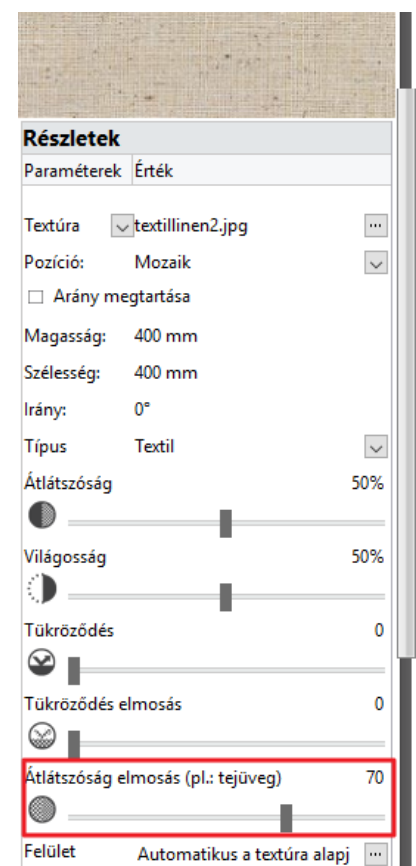 Részletek
Paraméterek Érték
Textúra textillinen2.jpg ...
Pozíció: Mozaik
Arány megtartása
Magasság: 400 mm
Szélesség: 400 mm
Irány: 0°
Típus Textil
Átlátszóság 50%
Világosság 50%
Tükröződés 0
Tükröződés elmosás 0
Átlátszóság elmosás (pl.: tejüveg) 70
Felület Automatikus a textúra alapj ...